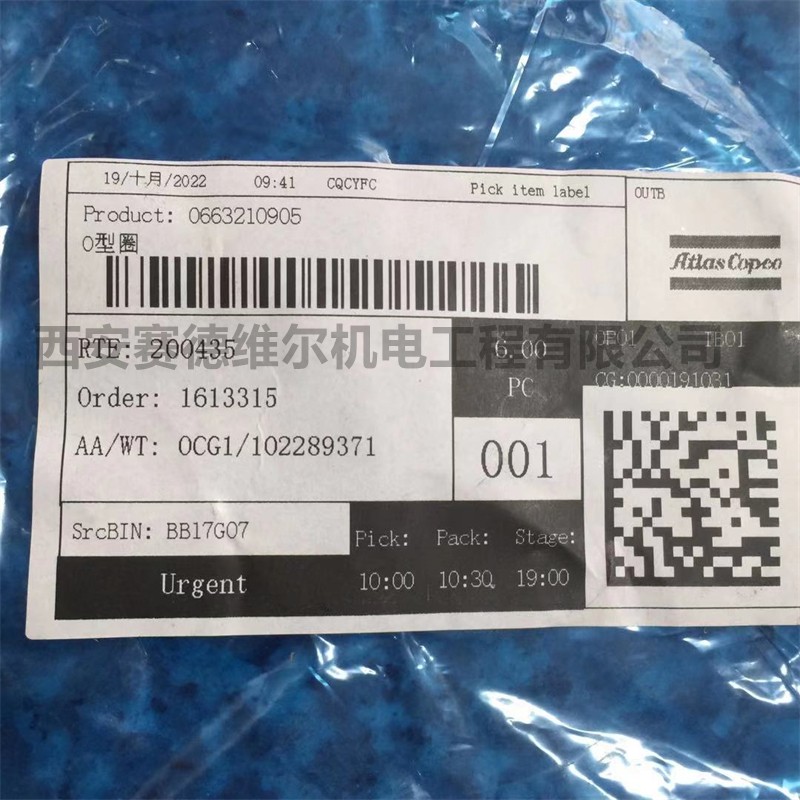 19/十月/2022 09:41 CQCYFC Pick item label OUTB
Product: 0663210905
O型圈
Atlas Copco
西安赛德维尔机电工程有限公司
RTE: 200435 6,00 OE01 IB01
PC CG:0000191031
Order: 1613315
AA/WT: OCG1/102289371 001
SrcBIN: BB17G07 Pick: Pack: Stage:
Urgent 10:00 10:30 19:00